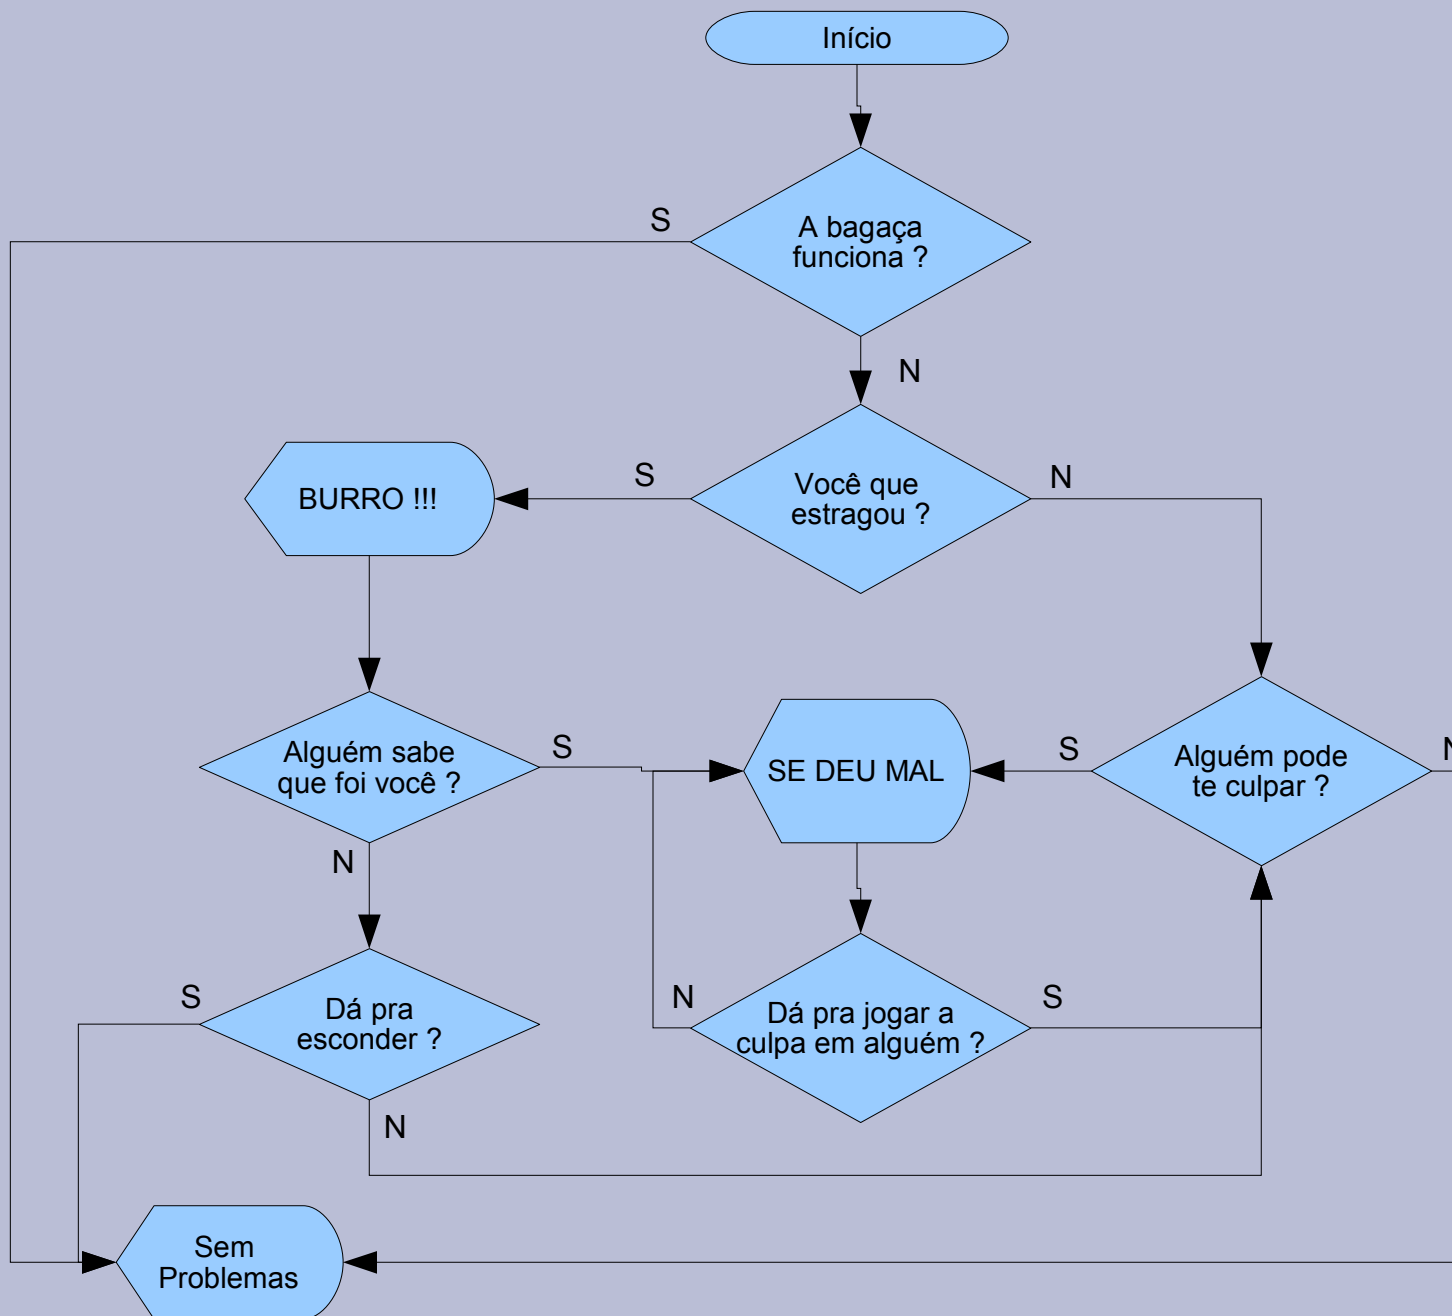 Início
S
A bagaça
funciona ?
N
BURRO !!!
S
Você que
estragou ?
N
Alguém sabe
que foi você ?
S
SE DEU MAL
S
Alguém pode
te culpar ?
N
N
S
Dá pra
esconder ?
N
N
Dá pra jogar a
culpa em alguém ?
S
Sem
Problemas